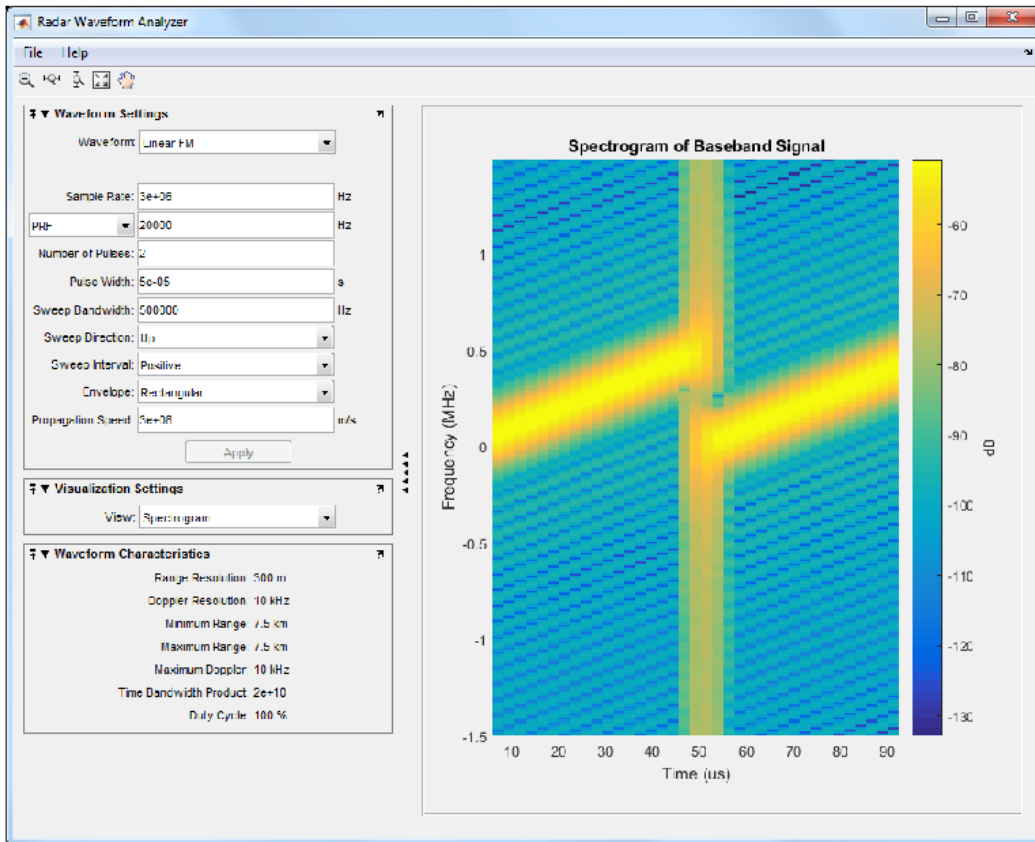 Radar Waveform Analyzer
File Help
Waveform Settings
Waveform: Linear FM
Sample Rate: 3e+06 Hz
PRF 20000 Hz
Number of Pulses: 2
Pulse Width: 5e-05 s
Sweep Bandwidth: 500000 Hz
Sweep Direction: Up
Sweep Interval: Positive
Envelope: Rectangular
Propagation Speed: 3e+08 m/s
Apply
Visualization Settings
View: Spectrogram
Waveform Characteristics
Range Resolution: 300 m
Doppler Resolution: 10 kHz
Minimum Range: 7.5 km
Maximum Range: 7.5 km
Maximum Doppler: 10 kHz
Time Bandwidth Product: 2e+10
Duty Cycle: 100 %
Spectrogram of Baseband Signal
Frequency (MHz)
1
0.5
0
-0.5
-1
-1.5
10 20 30 40 50 60 70 80 90
Time (us)
-60
-70
-80
-90
-100
-110
-120
-130
dB